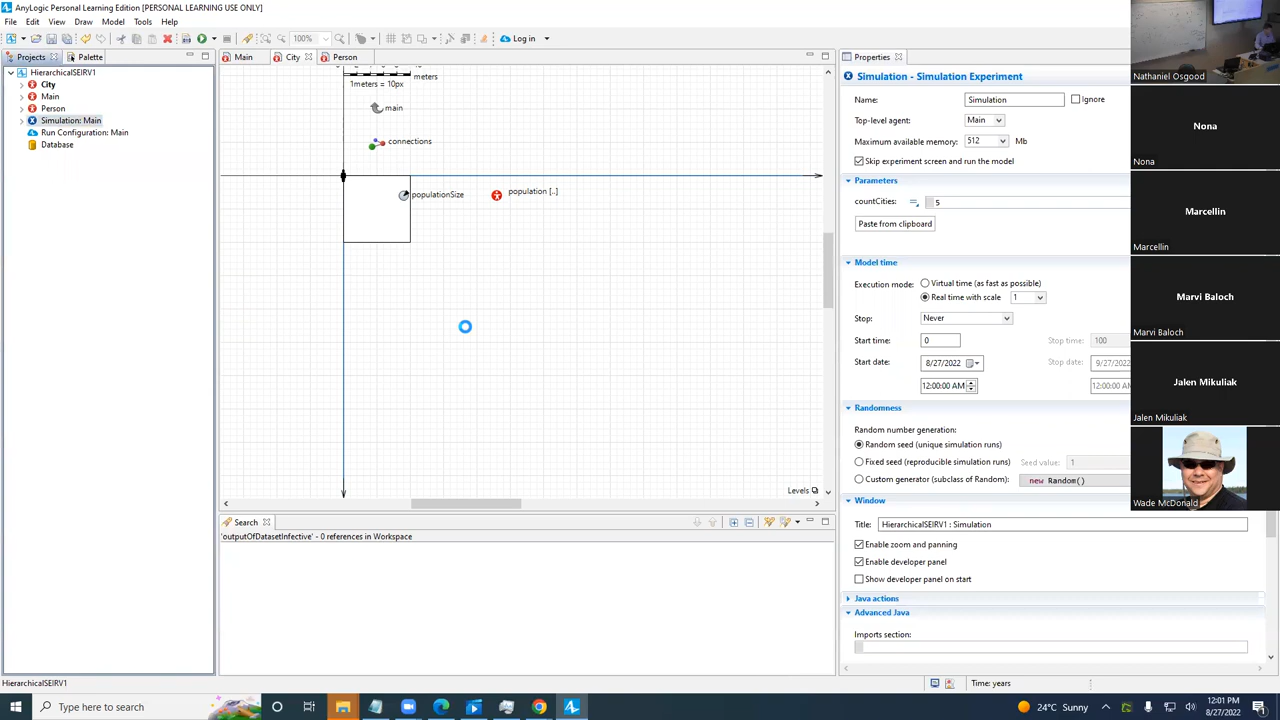 AnyLogic Personal Learning Edition [PERSONAL LEARNING USE ONLY]
File Edit View Draw Model Tools Help
100%
Log in
Projects Palette
HierarchicalSEIRV1
City
Main
Person
Simulation: Main
Run Configuration: Main
Database
Main City Person
meters
1meters = 10px
main
connections
populationSize
population [..]
Levels
Search
'outputOfDatasetInfective' - 0 references in Workspace
Properties
Simulation - Simulation Experiment
Name: Simulation Ignore
Top-level agent: Main
Maximum available memory: 512 Mb
Skip experiment screen and run the model
Parameters
countCities: 5
Paste from clipboard
Model time
Execution mode: Virtual time (as fast as possible)
Real time with scale 1
Stop: Never
Start time: 0 Stop time: 100
Start date: 8/27/2022 Stop date: 9/27/2022
12:00:00 AM 12:00:00 AM
Randomness
Random number generation:
Random seed (unique simulation runs)
Fixed seed (reproducible simulation runs) Seed value: 1
Custom generator (subclass of Random): new Random()
Window
Title: HierarchicalSEIRV1 : Simulation
Enable zoom and panning
Enable developer panel
Show developer panel on start
Java actions
Advanced Java
Imports section:
Nathaniel Osgood
Nona
Nona
Marcellin
Marcellin
Marvi Baloch
Marvi Baloch
Jalen Mikuliak
Jalen Mikuliak
Wade McDonald
HierarchicalSEIRV1
Time: years
Type here to search
24°C Sunny
12:01 PM
8/27/2022
1